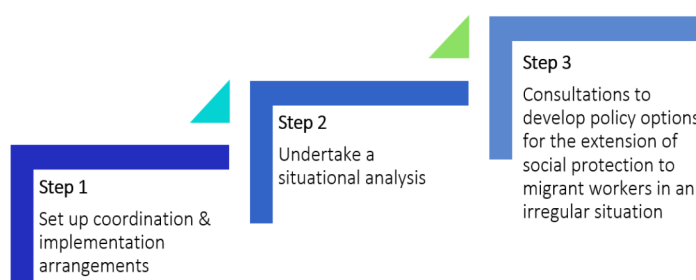 Step 1
Set up coordination &
implementation
arrangements
Step 2
Undertake a
situational analysis
Step 3
Consultations to
develop policy options
for the extension of
social protection to
migrant workers in an
irregular situation